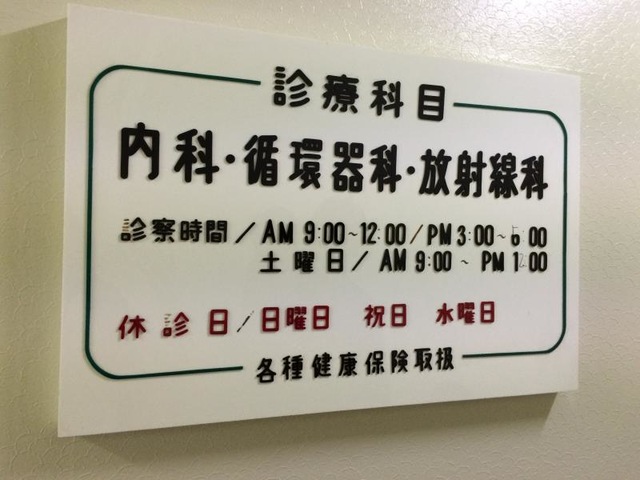 診療科目
内科・循環器科・放射線科
診察時間／AM 9:00~12:00／PM 3:00~6:00
土曜日／AM 9:00 ~ PM 1:00
休診日／日曜日 祝日 水曜日
各種健康保険取扱